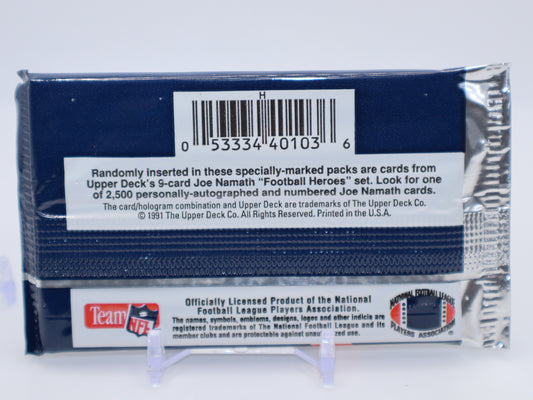 H
0 53334 40103 6
Randomly inserted in these specially-marked packs are cards from
Upper Deck's 9-card Joe Namath "Football Heroes" set. Look for one
of 2,500 personally-autographed and numbered Joe Namath cards.
The card/hologram combination and Upper Deck are trademarks of The Upper Deck Co.
© 1991 The Upper Deck Co. All Rights Reserved. Printed in the U.S.A.
Team NFL
Officially Licensed Product of the National
Football League Players Association.
The names, symbols, emblems, designs, logos and other indicia are
registered trademarks of The National Football League and its
member clubs and are protectable against use.
NATIONAL FOOTBALL LEAGUE
PLAYERS ASSOCIATION